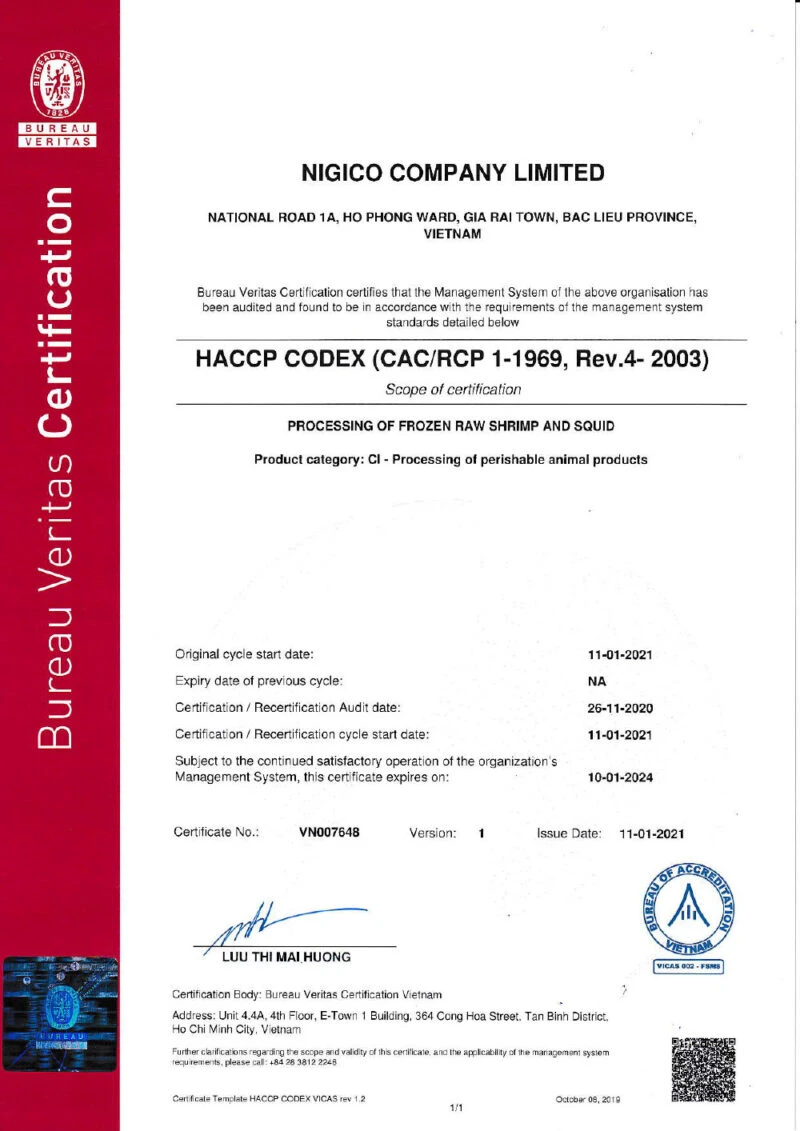 BUREAU VERITAS
1828
BUREAU
VERITAS
Bureau Veritas Certification
NIGICO COMPANY LIMITED
NATIONAL ROAD 1A, HO PHONG WARD, GIA RAI TOWN, BAC LIEU PROVINCE,
VIETNAM
Bureau Veritas Certification certifies that the Management System of the above organisation has
been audited and found to be in accordance with the requirements of the management system
standards detailed below
HACCP CODEX (CAC/RCP 1-1969, Rev.4- 2003)
Scope of certification
PROCESSING OF FROZEN RAW SHRIMP AND SQUID
Product category: CI - Processing of perishable animal products
Original cycle start date: 11-01-2021
Expiry date of previous cycle: NA
Certification / Recertification Audit date: 26-11-2020
Certification / Recertification cycle start date: 11-01-2021
Subject to the continued satisfactory operation of the organization's
Management System, this certificate expires on: 10-01-2024
Certificate No.: VN007648 Version: 1 Issue Date: 11-01-2021
BUREAU OF ACCREDITATION
VIETNAM
VICAS 002 - FSMS
LUU THI MAI HUONG
Certification Body: Bureau Veritas Certification Vietnam
Address: Unit 4.4A, 4th Floor, E-Town 1 Building, 364 Cong Hoa Street, Tan Binh District,
Ho Chi Minh City, Vietnam
Further clarifications regarding the scope and validity of this certificate, and the applicability of the management system
requirements, please call: +84 28 3812 2246
BUREAU
Certificate Template HACCP CODEX VICAS rev 1.2
1/1
October 08, 2019